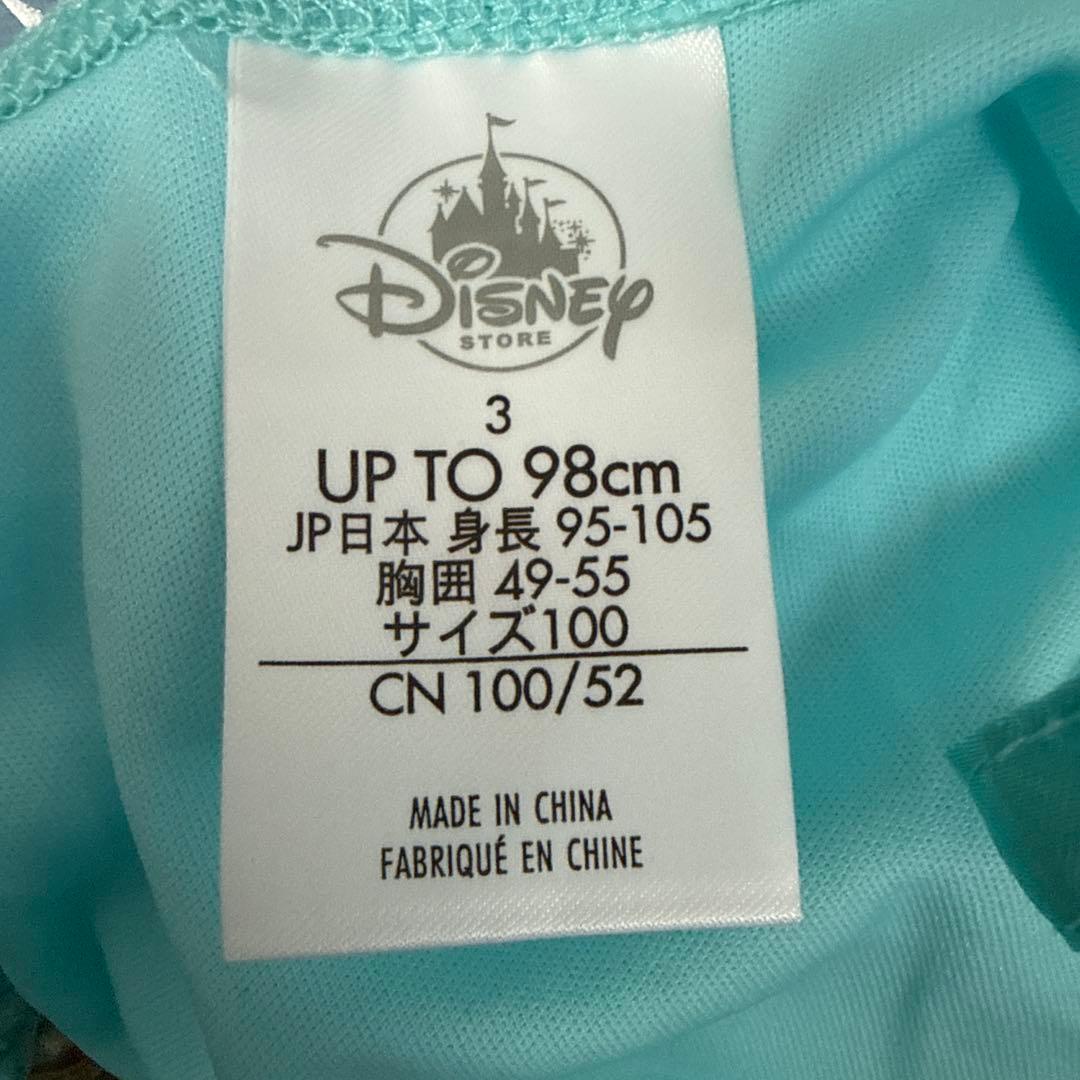 Disney
STORE
3
UP TO 98cm
JP日本 身長 95-105
胸囲 49-55
サイズ100
CN 100/52
MADE IN CHINA
FABRIQUÉ EN CHINE